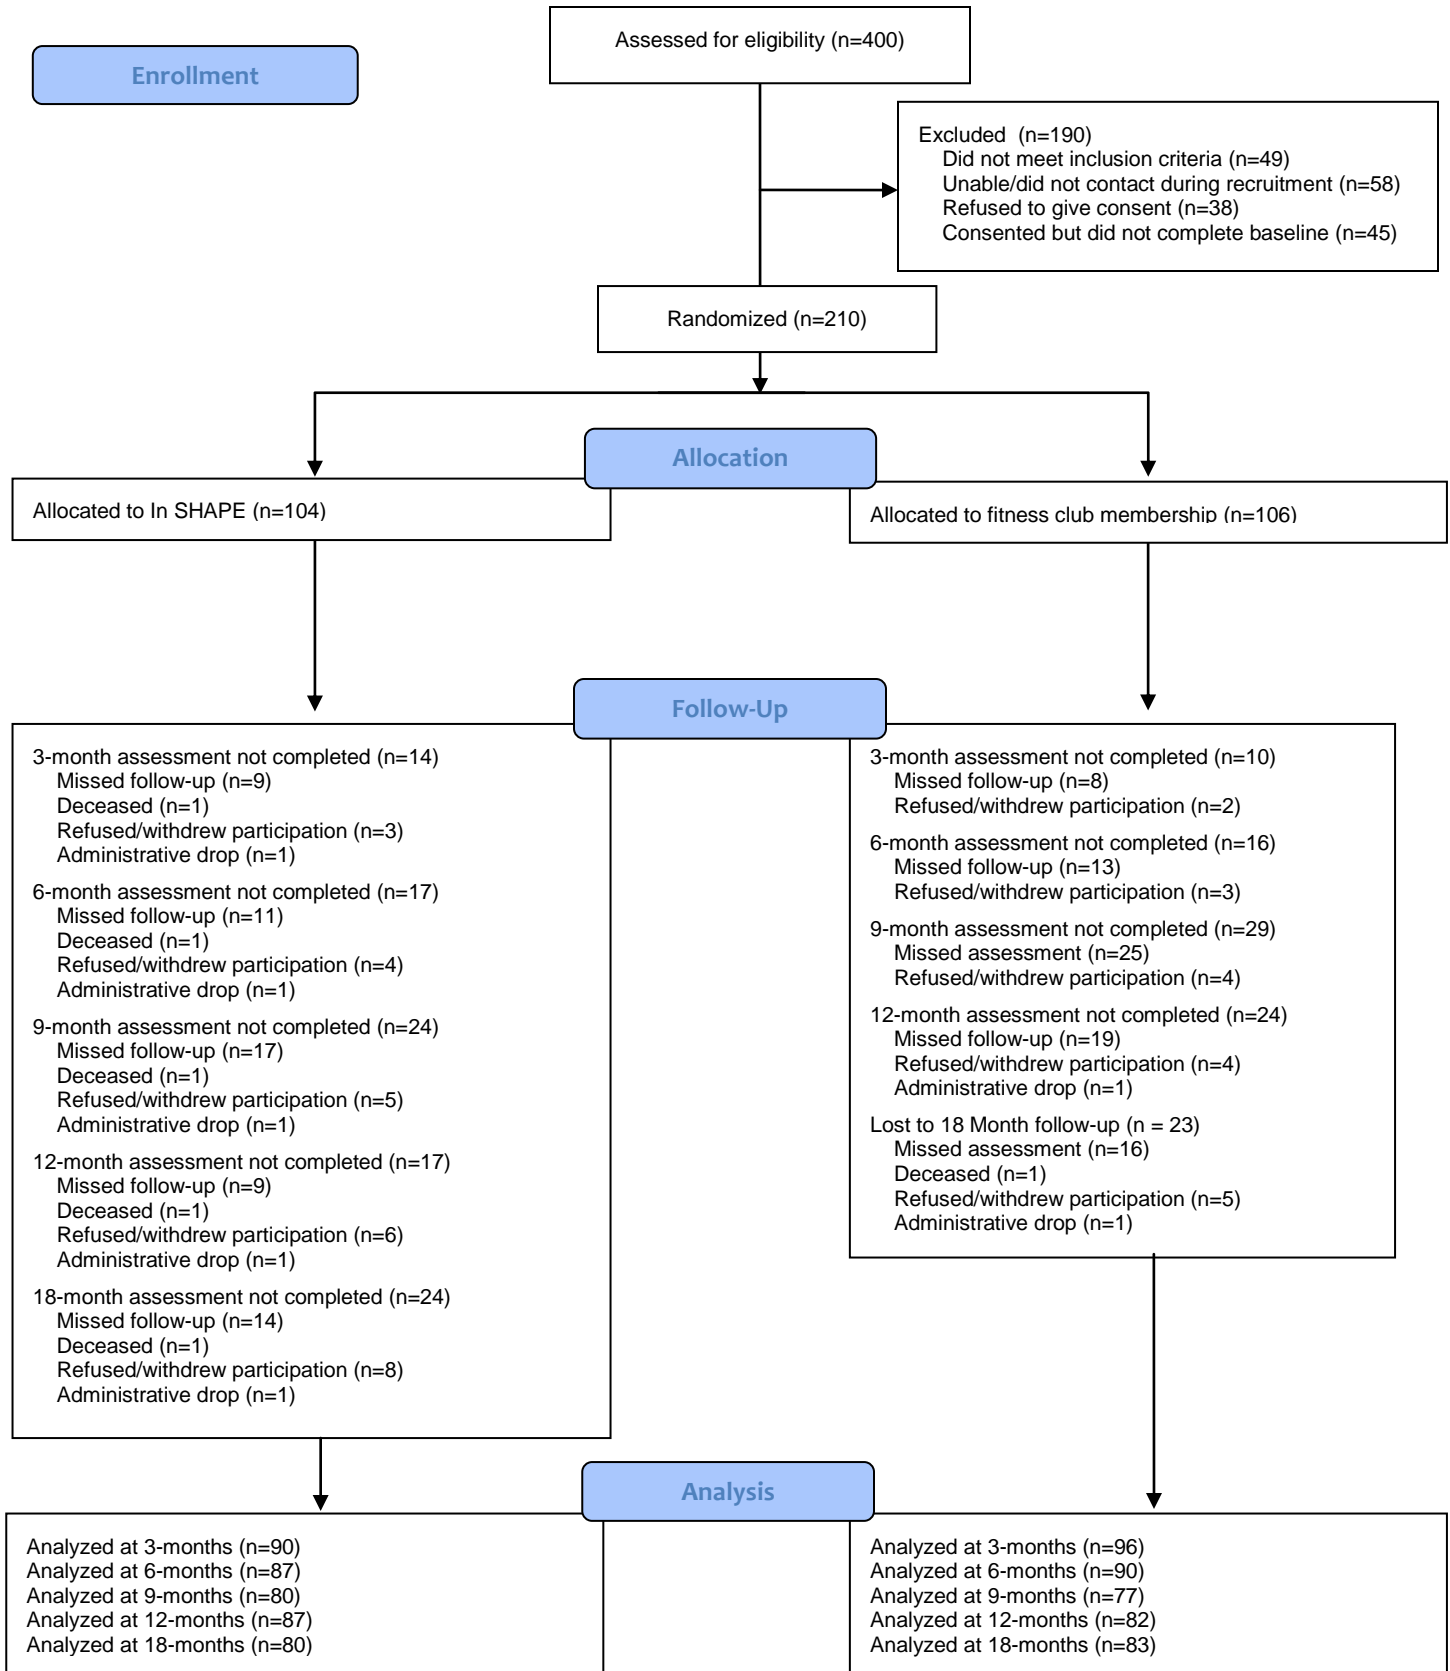 Assessed for eligibility (n=400)
Enrollment
Excluded (n=190)
Did not meet inclusion criteria (n=49)
Unable/did not contact during recruitment (n=58)
Refused to give consent (n=38)
Consented but did not complete baseline (n=45)
Randomized (n=210)
Allocation
Allocated to In SHAPE (n=104)
Allocated to fitness club membership (n=106)
Follow-Up
3-month assessment not completed (n=14)
Missed follow-up (n=9)
Deceased (n=1)
Refused/withdrew participation (n=3)
Administrative drop (n=1)
6-month assessment not completed (n=17)
Missed follow-up (n=11)
Deceased (n=1)
Refused/withdrew participation (n=4)
Administrative drop (n=1)
9-month assessment not completed (n=24)
Missed follow-up (n=17)
Deceased (n=1)
Refused/withdrew participation (n=5)
Administrative drop (n=1)
12-month assessment not completed (n=17)
Missed follow-up (n=9)
Deceased (n=1)
Refused/withdrew participation (n=6)
Administrative drop (n=1)
18-month assessment not completed (n=24)
Missed follow-up (n=14)
Deceased (n=1)
Refused/withdrew participation (n=8)
Administrative drop (n=1)
3-month assessment not completed (n=10)
Missed follow-up (n=8)
Refused/withdrew participation (n=2)
6-month assessment not completed (n=16)
Missed follow-up (n=13)
Refused/withdrew participation (n=3)
9-month assessment not completed (n=29)
Missed assessment (n=25)
Refused/withdrew participation (n=4)
12-month assessment not completed (n=24)
Missed follow-up (n=19)
Refused/withdrew participation (n=4)
Administrative drop (n=1)
Lost to 18 Month follow-up (n = 23)
Missed assessment (n=16)
Deceased (n=1)
Refused/withdrew participation (n=5)
Administrative drop (n=1)
Analysis
Analyzed at 3-months (n=90)
Analyzed at 6-months (n=87)
Analyzed at 9-months (n=80)
Analyzed at 12-months (n=87)
Analyzed at 18-months (n=80)
Analyzed at 3-months (n=96)
Analyzed at 6-months (n=90)
Analyzed at 9-months (n=77)
Analyzed at 12-months (n=82)
Analyzed at 18-months (n=83)